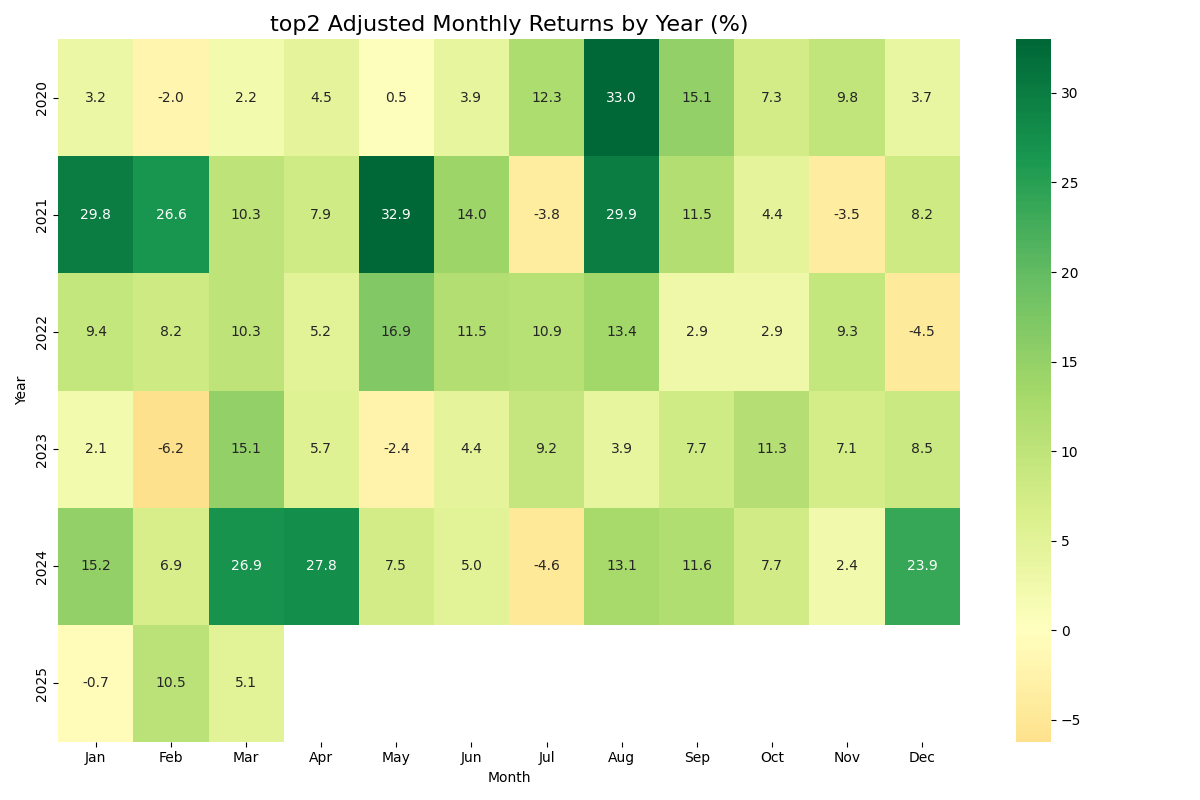 top2 Adjusted Monthly Returns by Year (%)
2020 3.2 -2.0 2.2 4.5 0.5 3.9 12.3 33.0 15.1 7.3 9.8 3.7
2021 29.8 26.6 10.3 7.9 32.9 14.0 -3.8 29.9 11.5 4.4 -3.5 8.2
2022 9.4 8.2 10.3 5.2 16.9 11.5 10.9 13.4 2.9 2.9 9.3 -4.5
Year
2023 2.1 -6.2 15.1 5.7 -2.4 4.4 9.2 3.9 7.7 11.3 7.1 8.5
2024 15.2 6.9 26.9 27.8 7.5 5.0 -4.6 13.1 11.6 7.7 2.4 23.9
2025 -0.7 10.5 5.1
Jan Feb Mar Apr May Jun Jul Aug Sep Oct Nov Dec
Month
30
25
20
15
10
5
0
−5